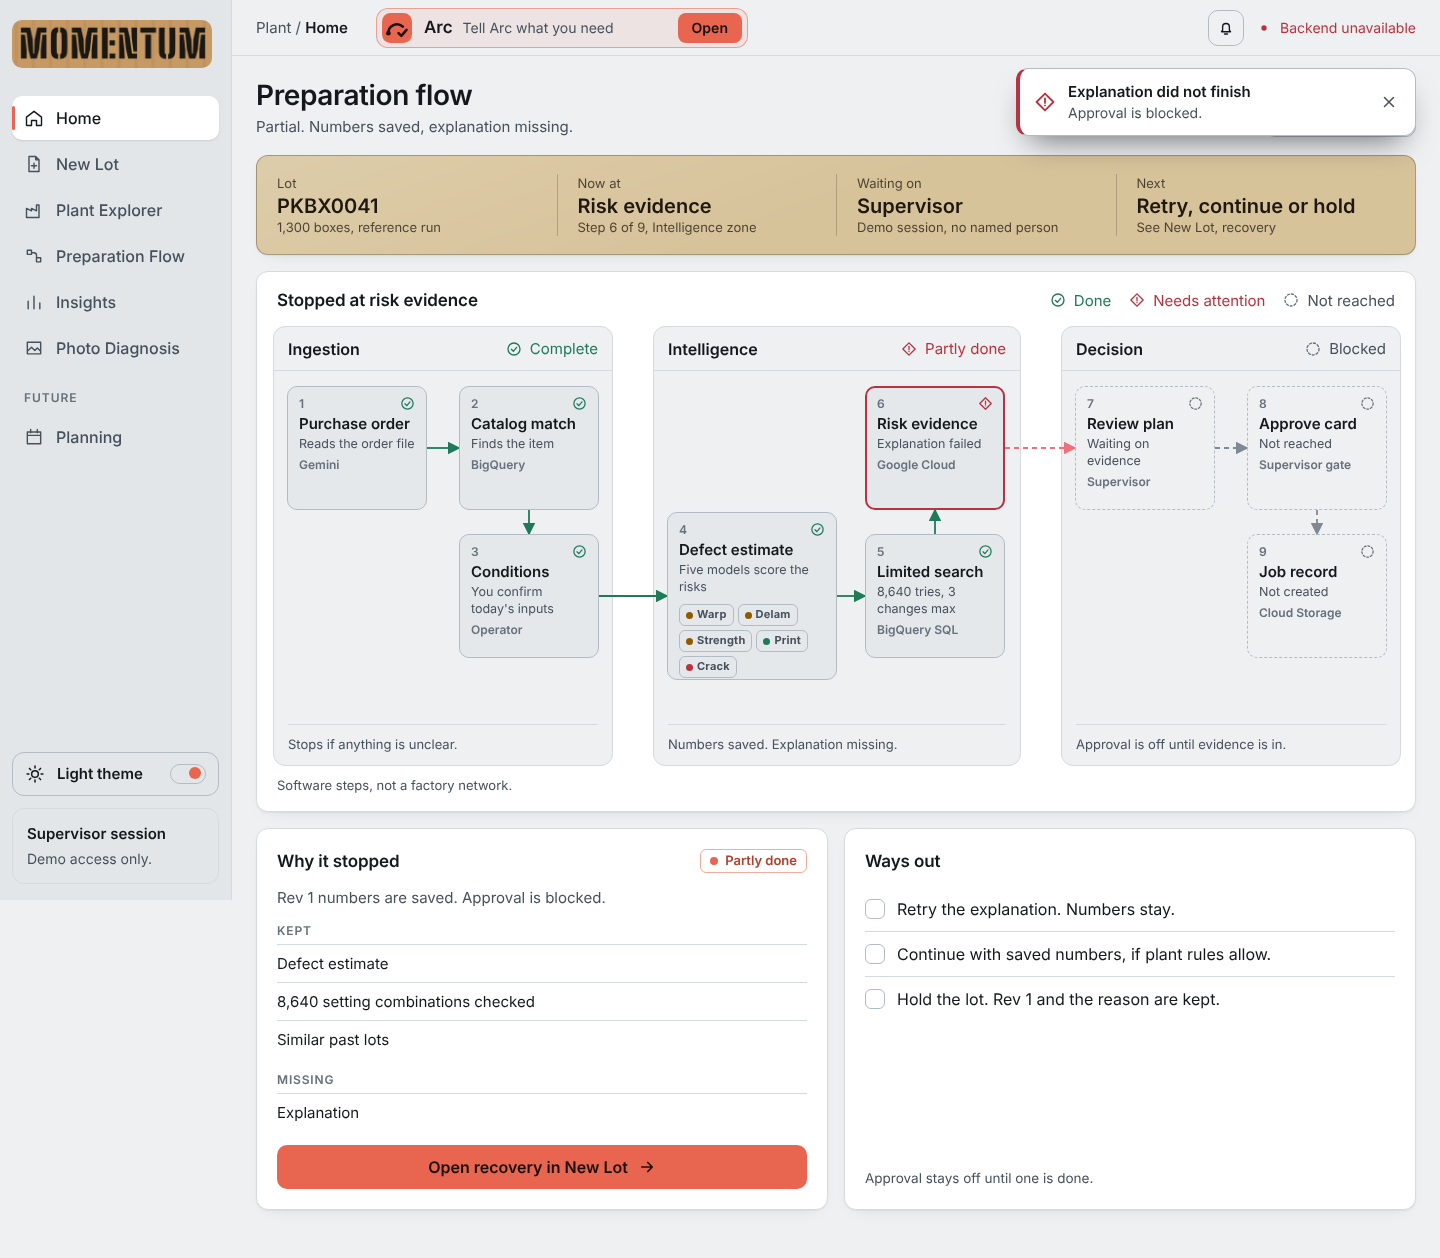 MOMENTUM
Home
New Lot
Plant Explorer
Preparation Flow
Insights
Photo Diagnosis
FUTURE
Planning
Light theme
Supervisor session
Demo access only.
Plant / Home
Arc Tell Arc what you need Open
Backend unavailable
Explanation did not finish
Approval is blocked.
Preparation flow
Partial. Numbers saved, explanation missing.
Lot
PKBX0041
1,300 boxes, reference run
Now at
Risk evidence
Step 6 of 9, Intelligence zone
Waiting on
Supervisor
Demo session, no named person
Next
Retry, continue or hold
See New Lot, recovery
Stopped at risk evidence
Done
Needs attention
Not reached
Ingestion
Complete
1
Purchase order
Reads the order file
Gemini
2
Catalog match
Finds the item
BigQuery
3
Conditions
You confirm
today's inputs
Operator
Stops if anything is unclear.
Intelligence
Partly done
4
Defect estimate
Five models score the
risks
Warp
Delam
Strength
Print
Crack
5
Limited search
8,640 tries, 3
changes max
BigQuery SQL
6
Risk evidence
Explanation failed
Google Cloud
Numbers saved. Explanation missing.
Decision
Blocked
7
Review plan
Waiting on
evidence
Supervisor
8
Approve card
Not reached
Supervisor gate
9
Job record
Not created
Cloud Storage
Approval is off until evidence is in.
Software steps, not a factory network.
Why it stopped
Partly done
Rev 1 numbers are saved. Approval is blocked.
KEPT
Defect estimate
8,640 setting combinations checked
Similar past lots
MISSING
Explanation
Open recovery in New Lot →
Ways out
Retry the explanation. Numbers stay.
Continue with saved numbers, if plant rules allow.
Hold the lot. Rev 1 and the reason are kept.
Approval stays off until one is done.